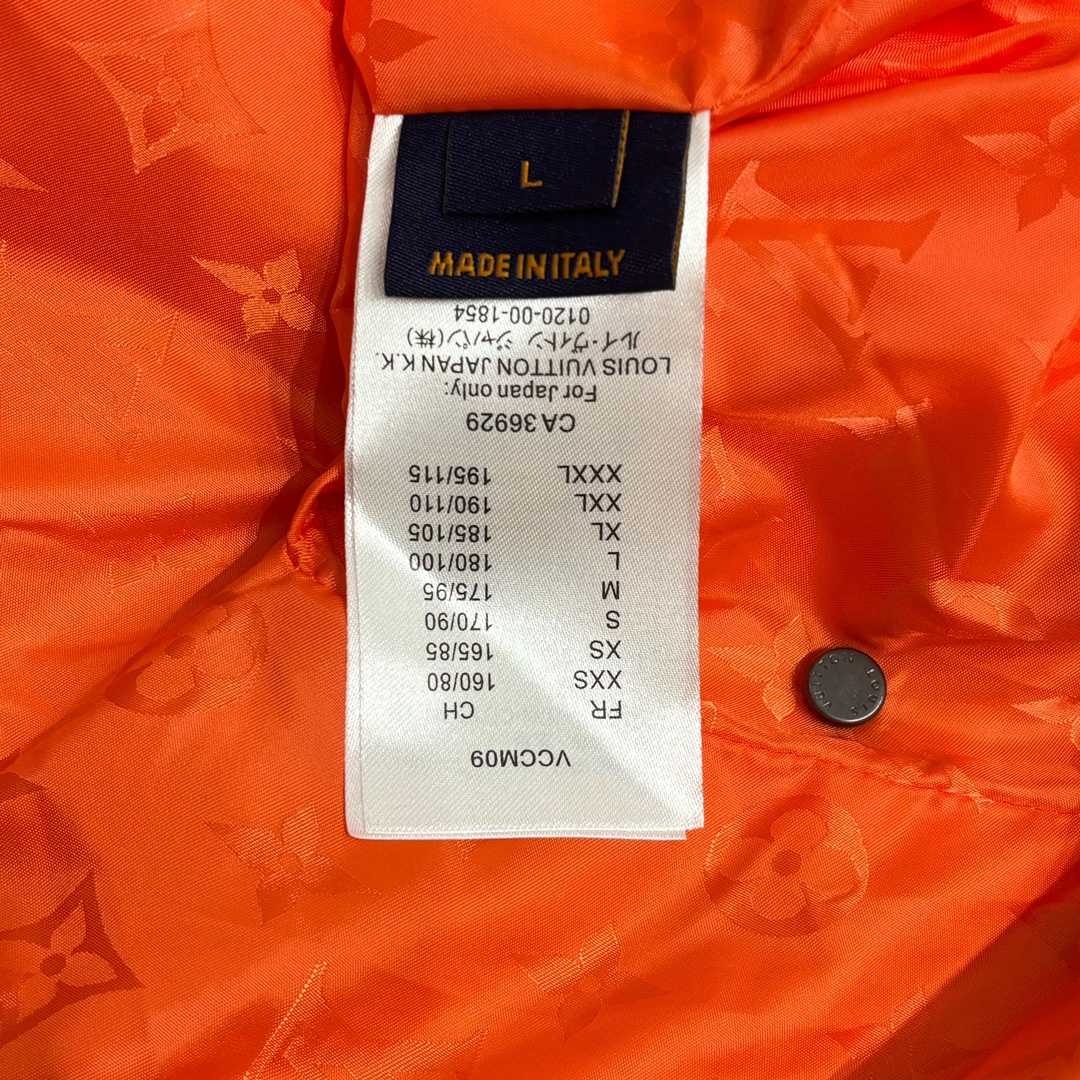 L
MADE IN ITALY
VCCM09
FR CH
XXS 160/80
XS 165/85
S 170/90
M 175/95
L 180/100
XL 185/105
XXL 190/110
XXXL 195/115
CA 36929
For Japan only:
LOUIS VUITTON JAPAN K.K.
ルイ・ヴィトン ジャパン(株)
0120-00-1854
LOUIS VUITTON